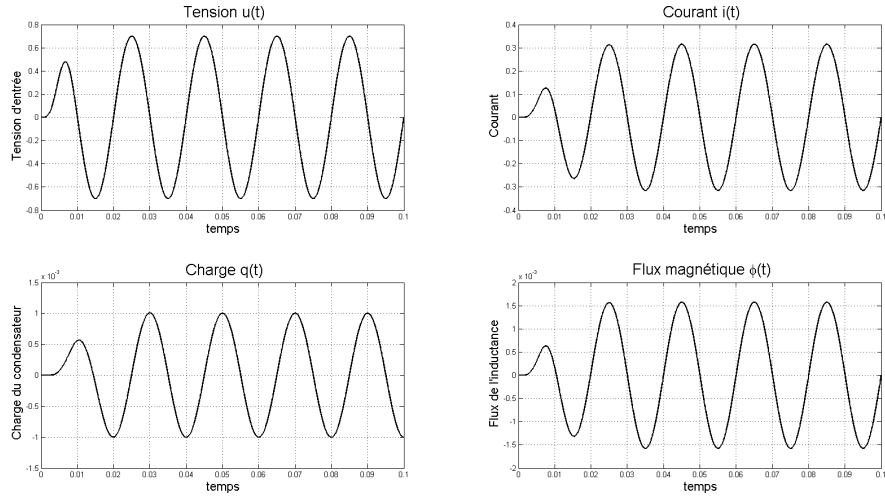 Tension u(t)
Tension d'entrée
0.8
0.6
0.4
0.2
0
-0.2
-0.4
-0.6
-0.8
0 0.01 0.02 0.03 0.04 0.05 0.06 0.07 0.08 0.09 0.1
temps
Courant i(t)
Courant
0.4
0.3
0.2
0.1
0
-0.1
-0.2
-0.3
-0.4
0 0.01 0.02 0.03 0.04 0.05 0.06 0.07 0.08 0.09 0.1
temps
Charge q(t)
x 10⁻³
Charge du condensateur
1.5
1
0.5
0
-0.5
-1
-1.5
0 0.01 0.02 0.03 0.04 0.05 0.06 0.07 0.08 0.09 0.1
temps
Flux magnétique ϕ(t)
x 10⁻³
Flux de l'inductance
2
1.5
1
0.5
0
-0.5
-1
-1.5
-2
0 0.01 0.02 0.03 0.04 0.05 0.06 0.07 0.08 0.09 0.1
temps